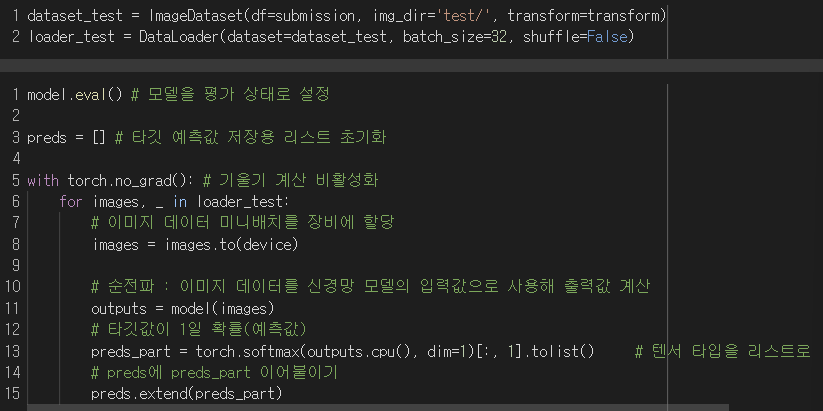 1 dataset_test = ImageDataset(df=submission, img_dir='test/', transform=transform)
2 loader_test = DataLoader(dataset=dataset_test, batch_size=32, shuffle=False)
1 model.eval() # 모델을 평가 상태로 설정
2
3 preds = [] # 타깃 예측값 저장용 리스트 초기화
4
5 with torch.no_grad(): # 기울기 계산 비활성화
6     for images, _ in loader_test:
7         # 이미지 데이터 미니배치를 장비에 할당
8         images = images.to(device)
9
10         # 순전파 : 이미지 데이터를 신경망 모델의 입력값으로 사용해 출력값 계산
11         outputs = model(images)
12         # 타깃값이 1일 확률(예측값)
13         preds_part = torch.softmax(outputs.cpu(), dim=1)[:, 1].tolist()     # 텐서 타입을 리스트로
14         # preds에 preds_part 이어붙이기
15         preds.extend(preds_part)